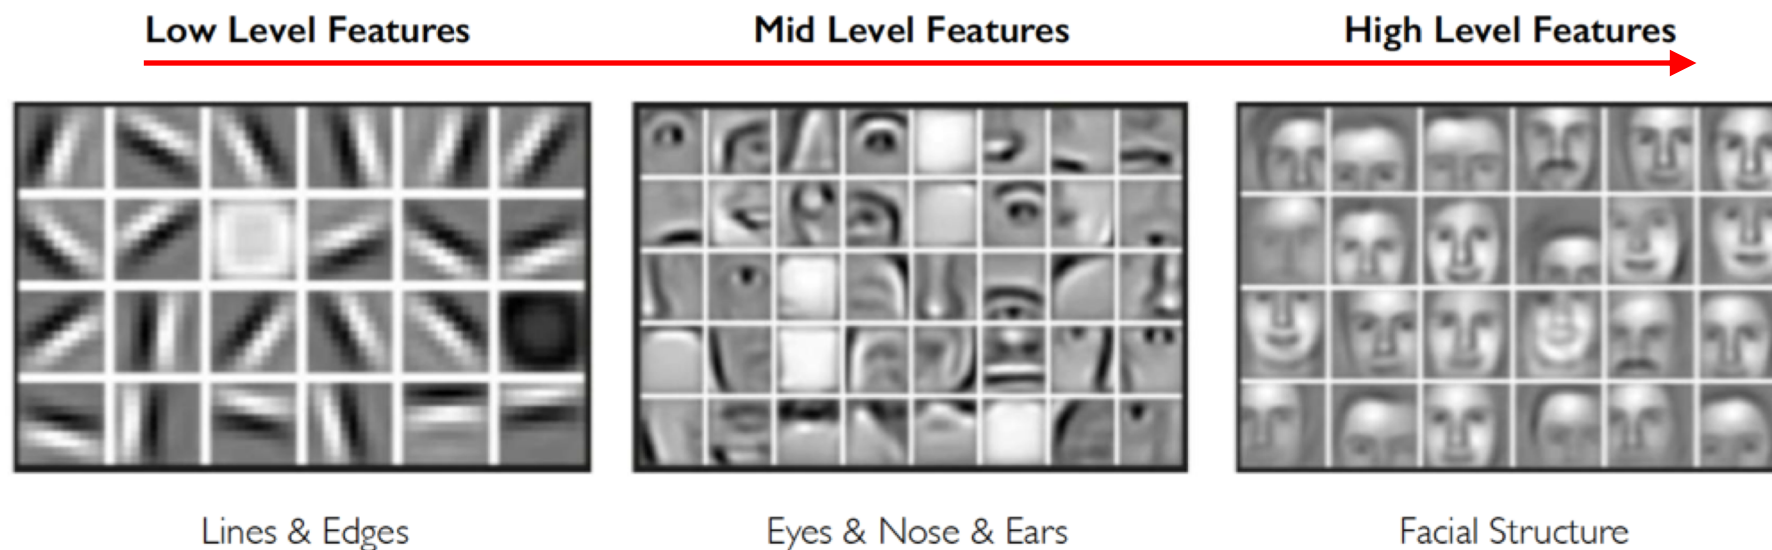 Low Level Features
Mid Level Features
High Level Features
Lines & Edges
Eyes & Nose & Ears
Facial Structure